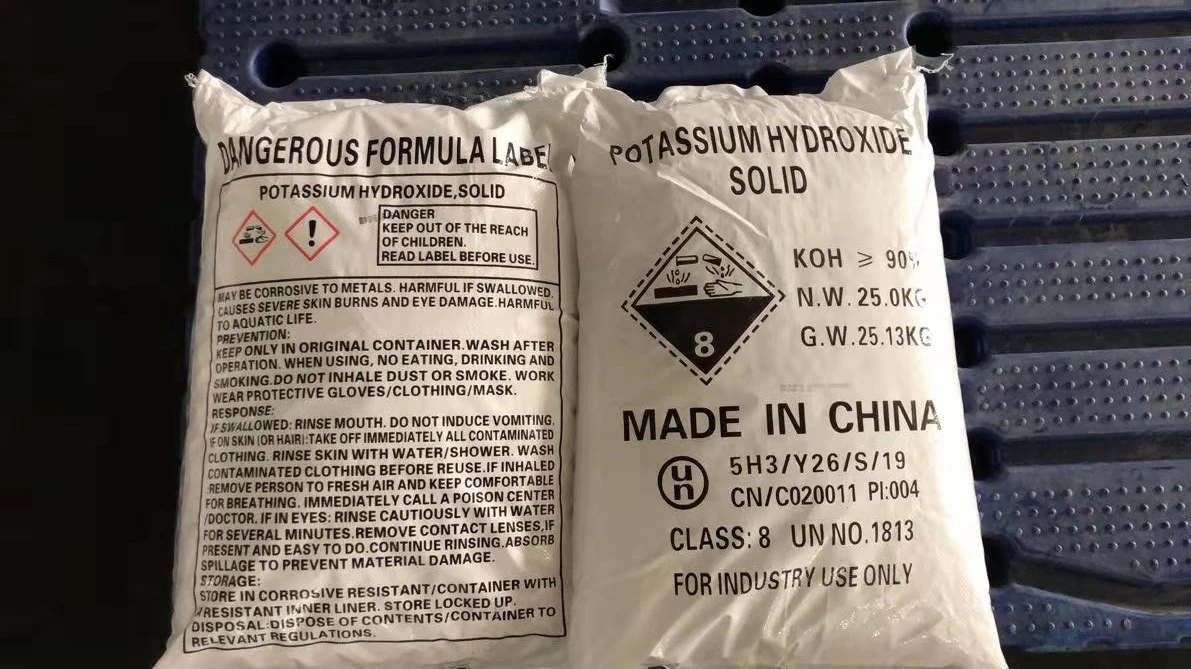 DANGEROUS FORMULA LABEL
POTASSIUM HYDROXIDE,SOLID
DANGER
KEEP OUT OF THE REACH
OF CHILDREN.
READ LABEL BEFORE USE.
MAY BE CORROSIVE TO METALS. HARMFUL IF SWALLOWED.
CAUSES SEVERE SKIN BURNS AND EYE DAMAGE.HARMFUL
TO AQUATIC LIFE.
PREVENTION:
KEEP ONLY IN ORIGINAL CONTAINER.WASH AFTER
OPERATION. WHEN USING, NO EATING, DRINKING AND
SMOKING.DO NOT INHALE DUST OR SMOKE. WORK
WEAR PROTECTIVE GLOVES/CLOTHING/MASK.
RESPONSE:
IF SWALLOWED: RINSE MOUTH. DO NOT INDUCE VOMITING.
IF ON SKIN (OR HAIR):TAKE OFF IMMEDIATELY ALL CONTAMINATED
CLOTHING. RINSE SKIN WITH WATER/SHOWER. WASH
CONTAMINATED CLOTHING BEFORE REUSE.IF INHALED
:REMOVE PERSON TO FRESH AIR AND KEEP COMFORTABLE
FOR BREATHING. IMMEDIATELY CALL A POISON CENTER
/DOCTOR. IF IN EYES: RINSE CAUTIOUSLY WITH WATER
FOR SEVERAL MINUTES.REMOVE CONTACT LENSES,IF
PRESENT AND EASY TO DO.CONTINUE RINSING.ABSORB
SPILLAGE TO PREVENT MATERIAL DAMAGE.
STORAGE:
STORE IN CORROSIVE RESISTANT/CONTAINER WITH
A RESISTANT INNER LINER. STORE LOCKED UP.
DISPOSAL:DISPOSE OF CONTENTS/CONTAINER TO
RELEVANT REGULATIONS.
POTASSIUM HYDROXIDE
SOLID
8
KOH ≥ 90%
N.W. 25.0KG
G.W.25.13KG
MADE IN CHINA
un
5H3/Y26/S/19
CN/C020011 PI:004
CLASS: 8 UN NO.1813
FOR INDUSTRY USE ONLY